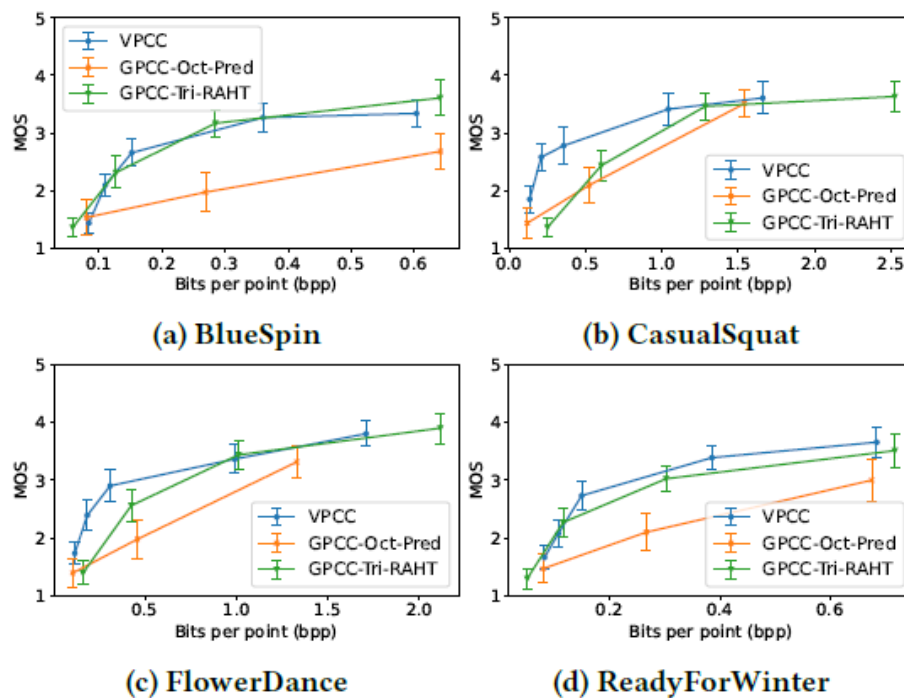 5
4
3
2
1
MOS
VPCC
GPCC-Oct-Pred
GPCC-Tri-RAHT
0.1 0.2 0.3 0.4 0.5 0.6
Bits per point (bpp)
(a) BlueSpin
5
4
3
2
1
MOS
VPCC
GPCC-Oct-Pred
GPCC-Tri-RAHT
0.0 0.5 1.0 1.5 2.0 2.5
Bits per point (bpp)
(b) CasualSquat
5
4
3
2
1
MOS
VPCC
GPCC-Oct-Pred
GPCC-Tri-RAHT
0.5 1.0 1.5 2.0
Bits per point (bpp)
(c) FlowerDance
5
4
3
2
1
MOS
VPCC
GPCC-Oct-Pred
GPCC-Tri-RAHT
0.2 0.4 0.6
Bits per point (bpp)
(d) ReadyForWinter